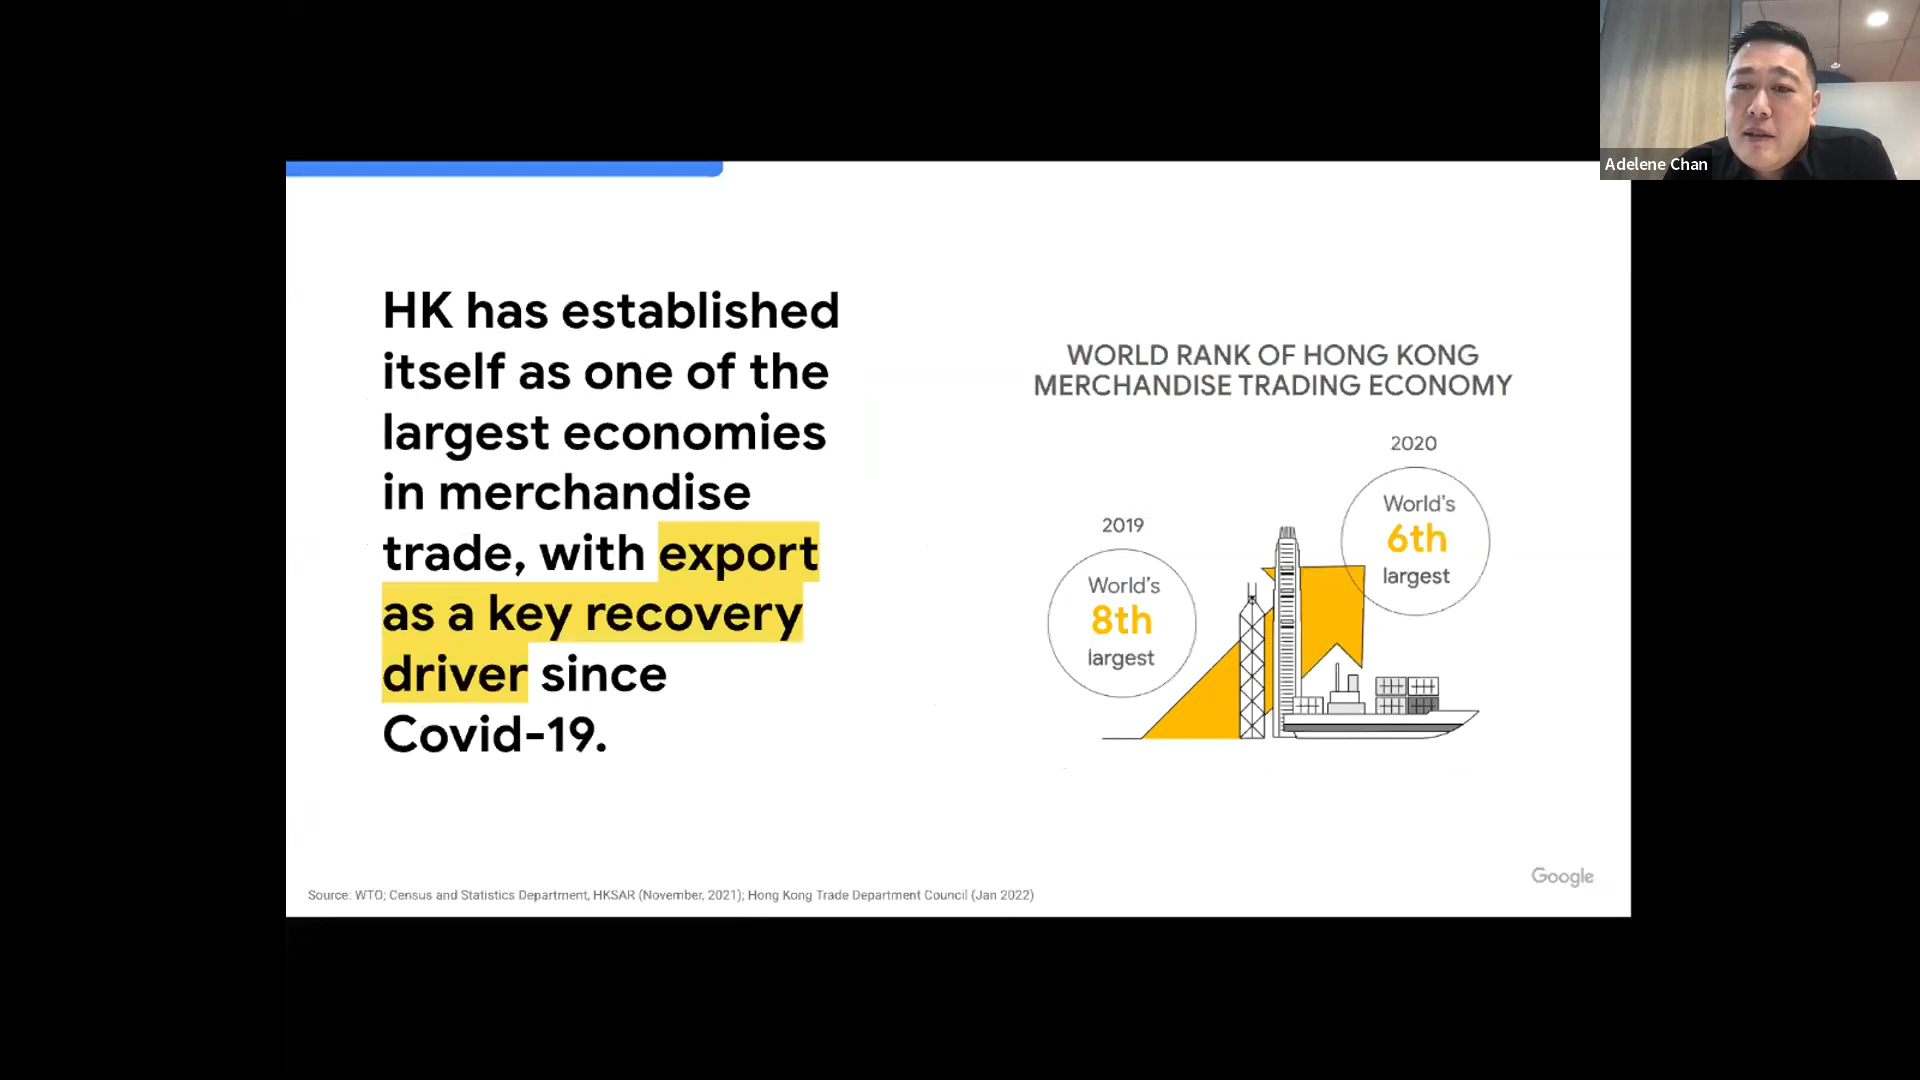 Adelene Chan
HK has established
itself as one of the
largest economies
in merchandise
trade, with export
as a key recovery
driver since
Covid-19.
WORLD RANK OF HONG KONG
MERCHANDISE TRADING ECONOMY
2019
World's
8th
largest
2020
World's
6th
largest
Source: WTO; Census and Statistics Department, HKSAR (November, 2021); Hong Kong Trade Department Council (Jan 2022)
Google